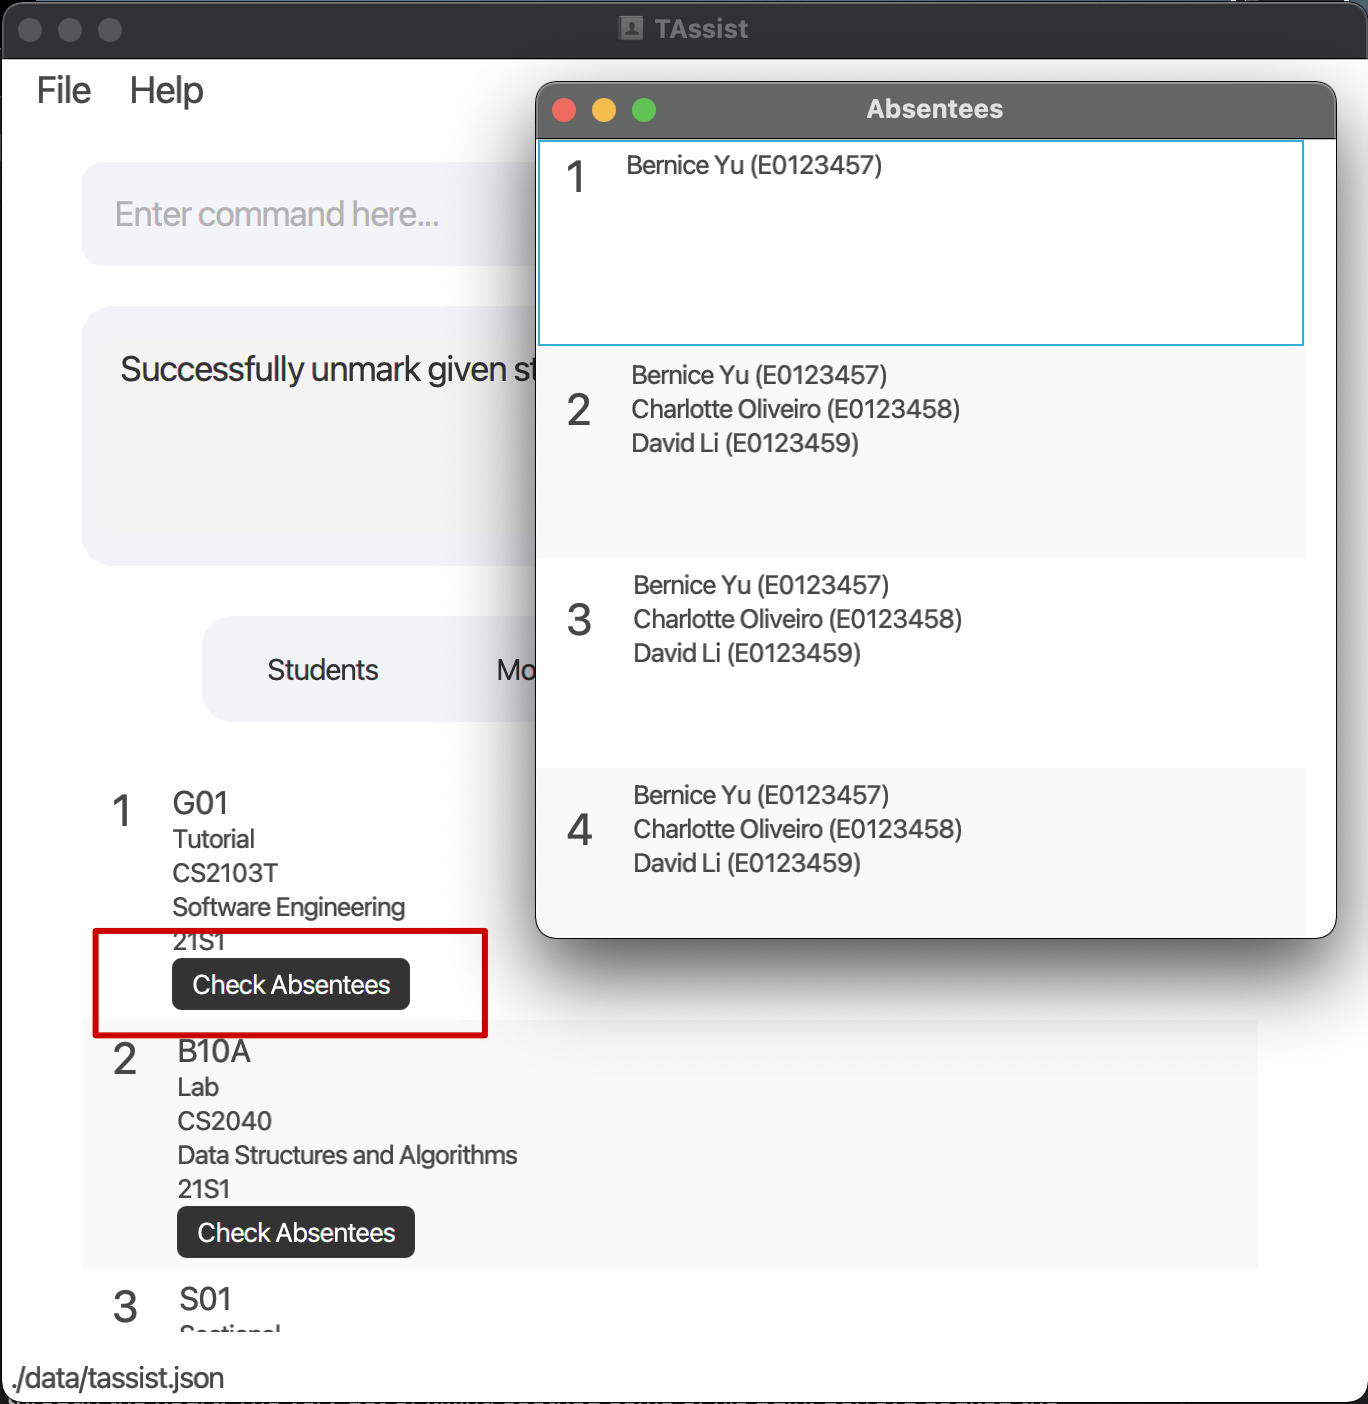 TAssist
File Help
Enter command here...
Successfully unmark given
Students
G01
1
Tutorial
CS2103T
Software Engineering
21S1
Check Absentees
2
B10A
Lab
CS2040
Data Structures and Algorithms
21S1
Check Absentees
3
S01
./data/tassist.json
Absentees
1
Bernice Yu (E0123457)
2
Bernice Yu (E0123457)
Charlotte Oliveiro (E0123458)
David Li (E0123459)
3
Bernice Yu (E0123457)
Charlotte Oliveiro (E0123458)
David Li (E0123459)
4
Bernice Yu (E0123457)
Charlotte Oliveiro (E0123458)
David Li (E0123459)